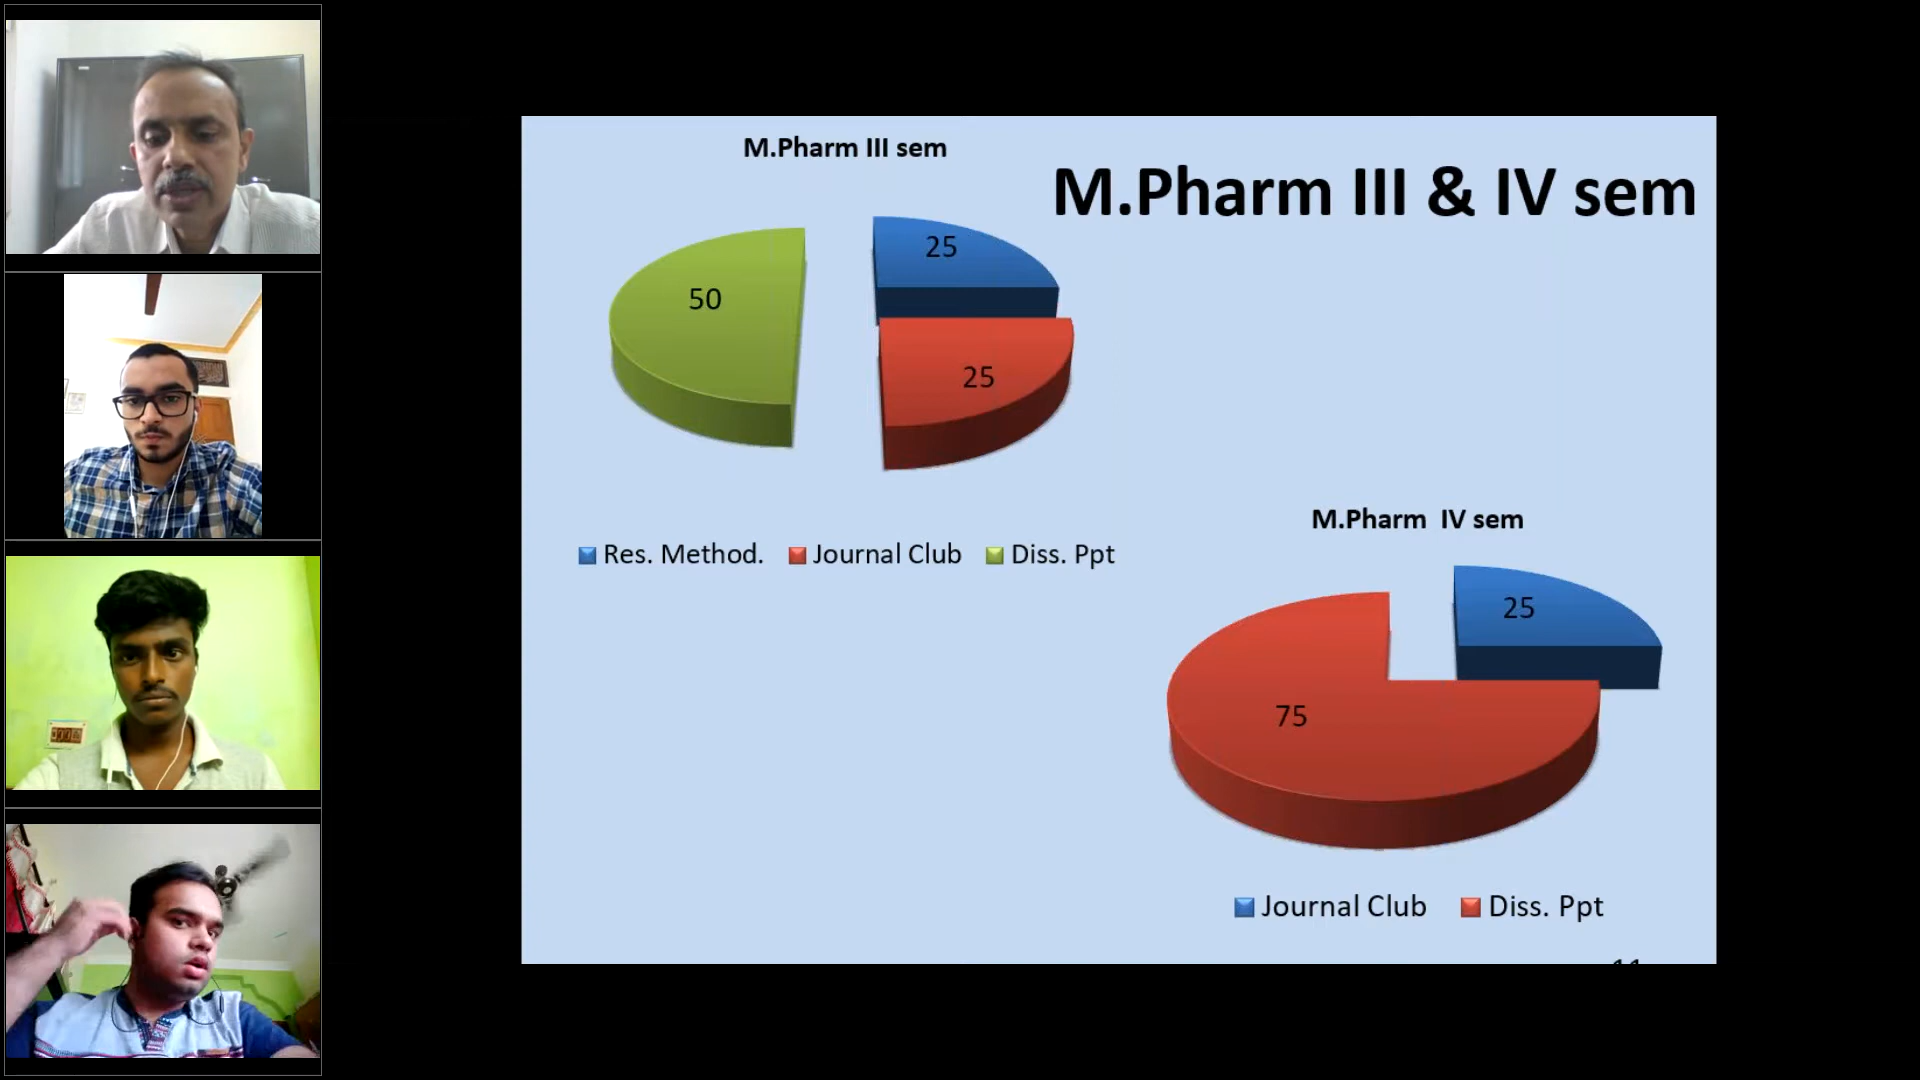 M.Pharm III sem
M.Pharm III & IV sem
25
50
25
Res. Method. Journal Club Diss. Ppt
M.Pharm IV sem
25
75
Journal Club Diss. Ppt
11